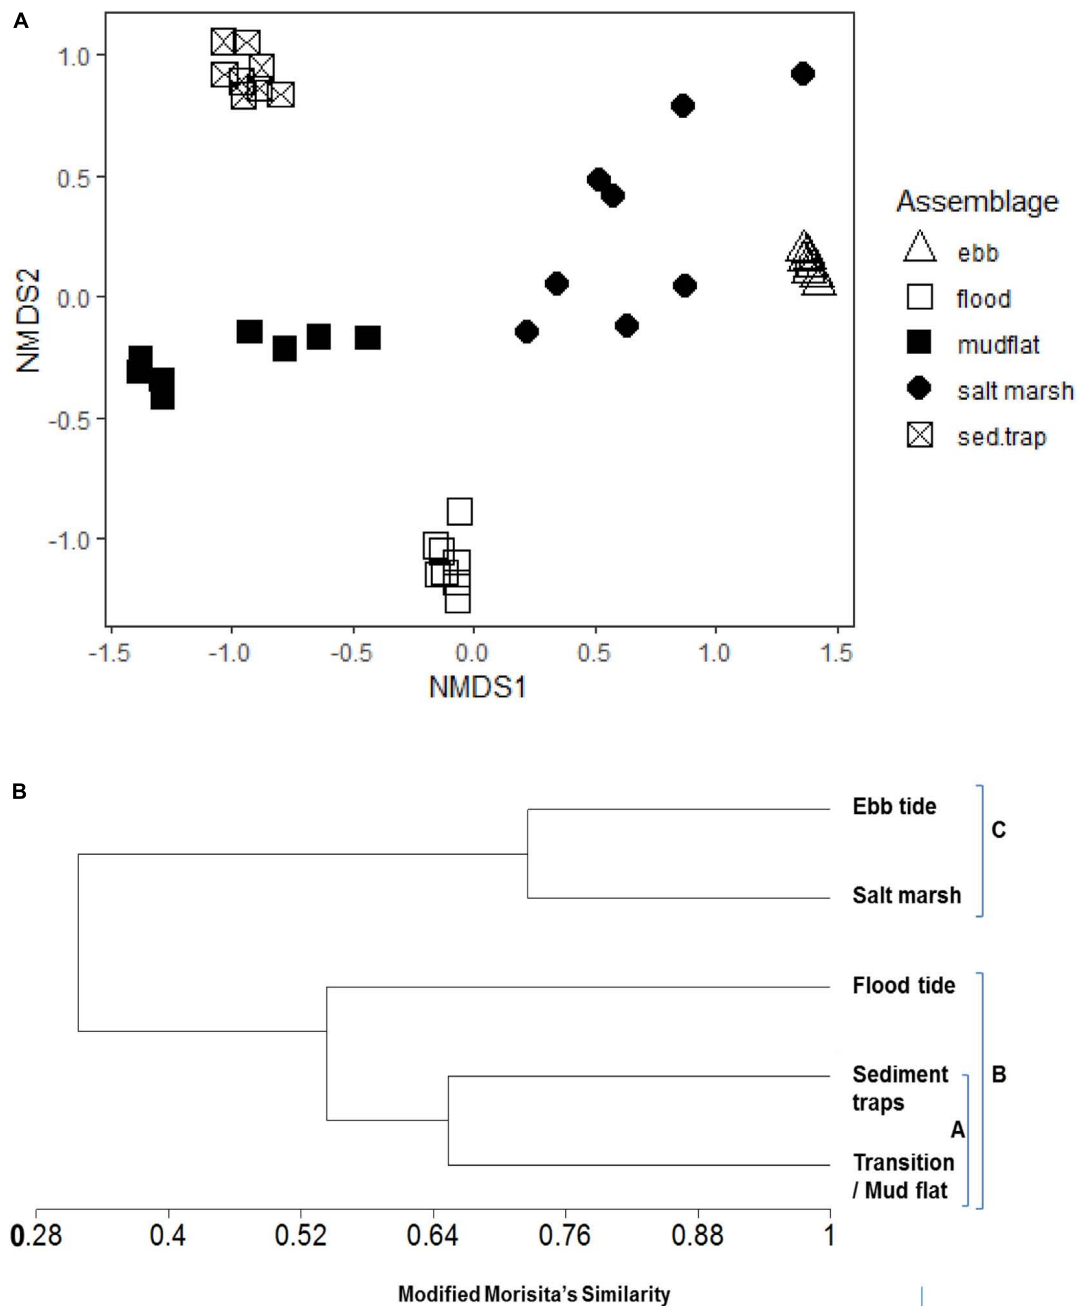 A
1.0
0.5
0.0
-0.5
-1.0
NMDS2
-1.5 -1.0 -0.5 0.0 0.5 1.0 1.5
NMDS1
Assemblage
ebb
flood
mudflat
salt marsh
sed.trap
B
Ebb tide
C
Salt marsh
Flood tide
Sediment
traps
B
A
Transition
/ Mud flat
0.28 0.4 0.52 0.64 0.76 0.88 1
Modified Morisita's Similarity